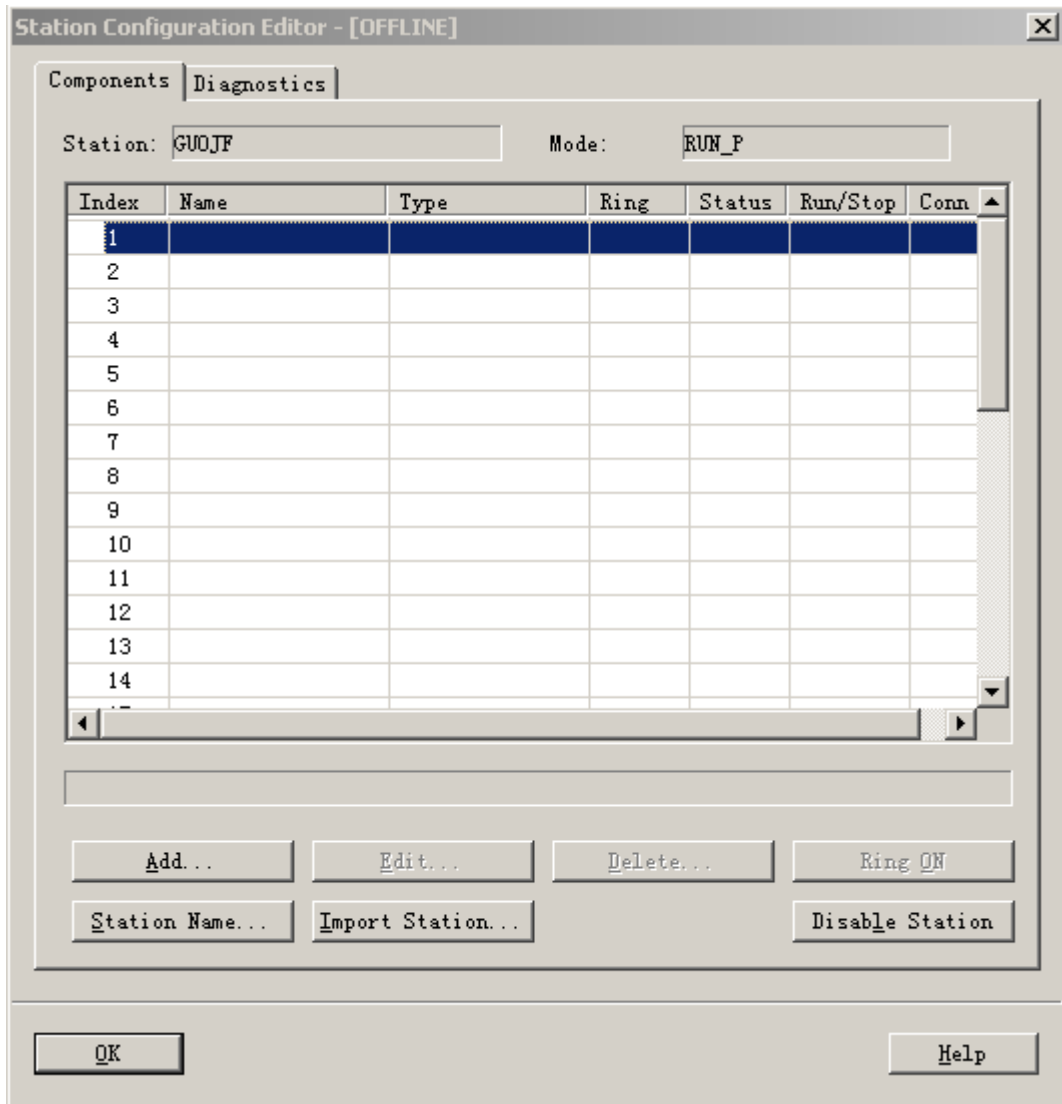 Station Configuration Editor - [OFFLINE]
Components Diagnostics
Station: GUOJF Mode: RUN_P
Index Name Type Ring Status Run/Stop Conn
1
2
3
4
5
6
7
8
9
10
11
12
13
14
Add... Edit... Delete... Ring ON
Station Name... Import Station... Disable Station
OK Help